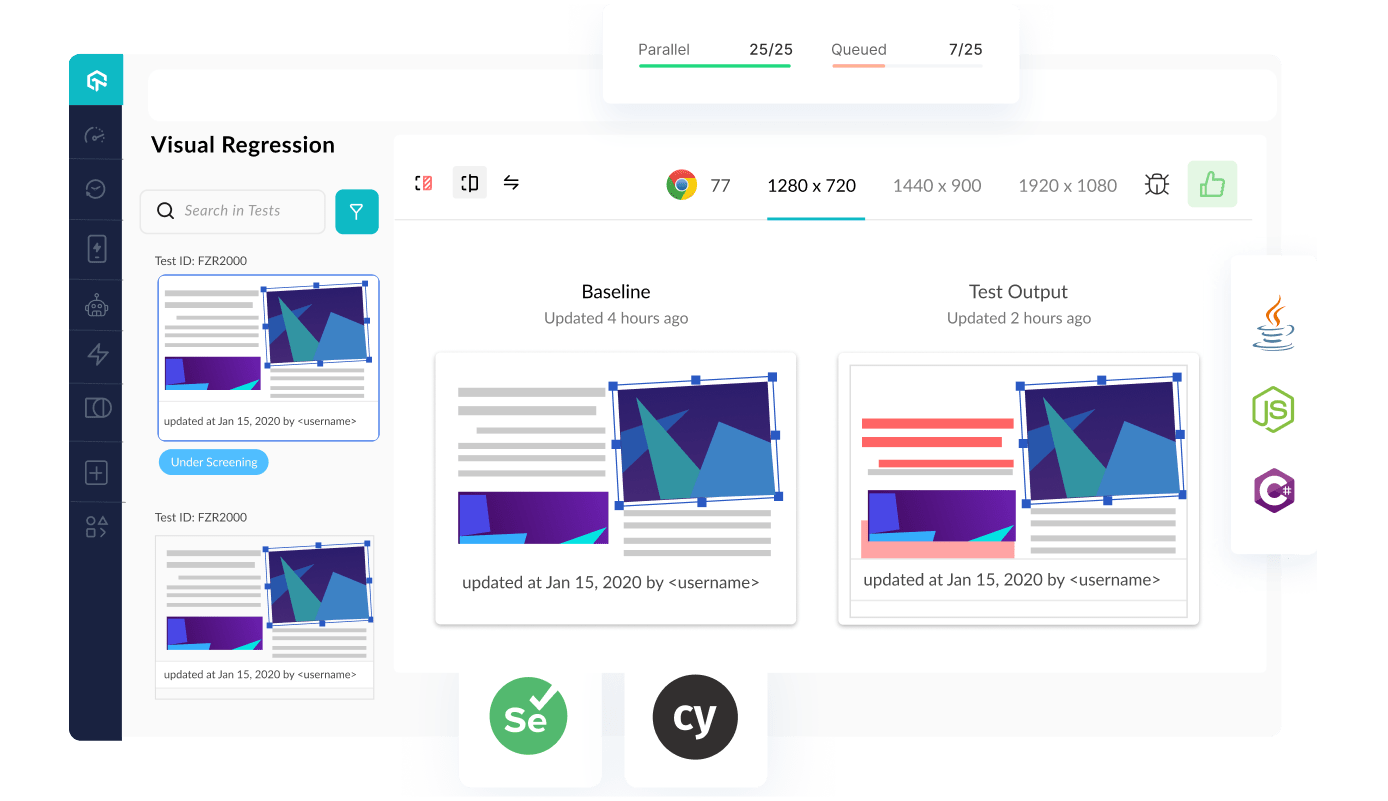 Parallel 25/25 Queued 7/25
Visual Regression
77 1280 x 720 1440 x 900 1920 x 1080
Search in Tests
Test ID: FZR2000
updated at Jan 15, 2020 by <username>
Under Screening
Test ID: FZR2000
updated at Jan 15, 2020 by <username>
Baseline
Updated 4 hours ago
updated at Jan 15, 2020 by <username>
Test Output
Updated 2 hours ago
updated at Jan 15, 2020 by <username>
JS
C#
Se
cy